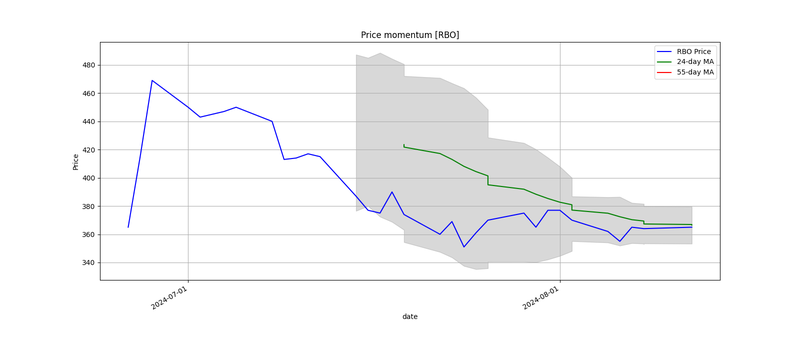 Price momentum [RBO]
RBO Price
24-day MA
55-day MA
480
460
440
420
400
380
360
340
Price
2024-07-01
2024-08-01
date